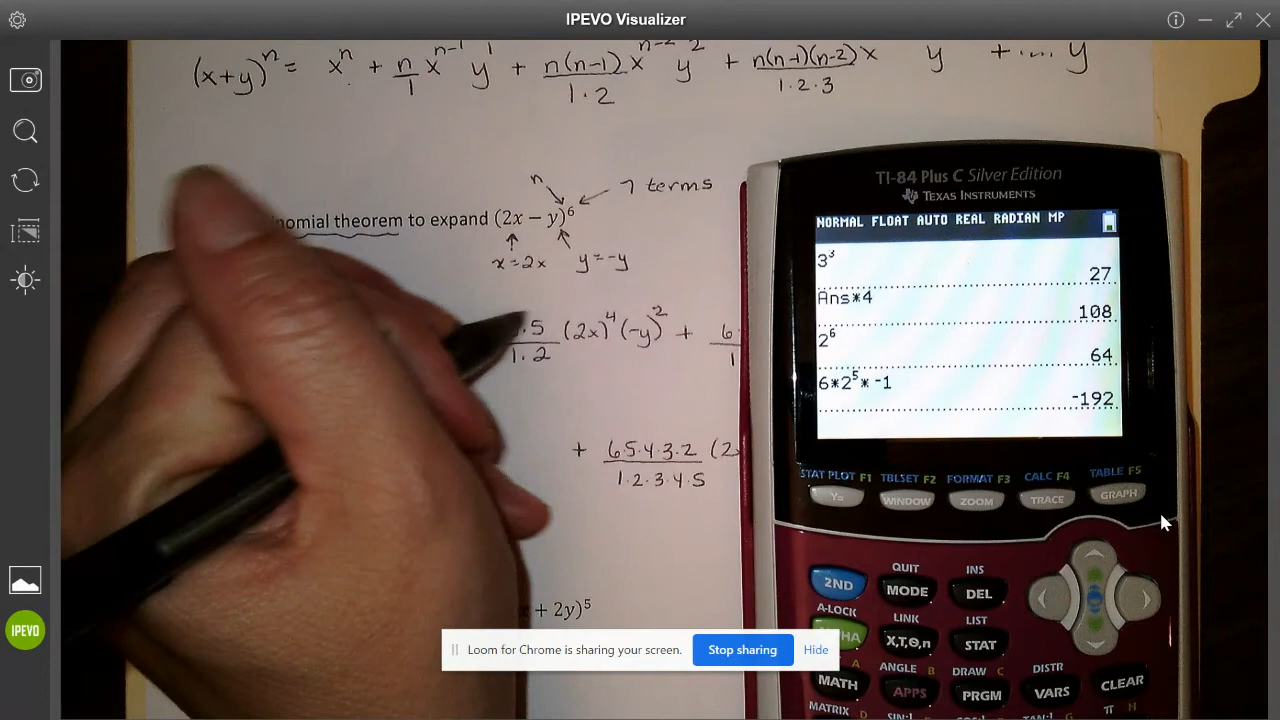 IPEVO Visualizer
(x+y)^n = x^n + n/1 x^n-1 y^1 + n(n-1)/1·2 x^n-2 y^2 + n(n-1)(n-2)/1·2·3 x y + .... y
n
7 terms
nomial theorem to expand (2x − y)^6
x=2x y=-y
·5/1·2 (2x)^4 (-y)^2 + 6
+ 6·5·4·3·2/1·2·3·4·5 (2x
+ 2y)^5
TI-84 Plus C Silver Edition
TEXAS INSTRUMENTS
NORMAL FLOAT AUTO REAL RADIAN MP
3^3
27
Ans*4
108
2^6
64
6*2^5*-1
-192
STAT PLOT F1 TBLSET F2 FORMAT F3 CALC F4 TABLE F5
Y= WINDOW ZOOM TRACE GRAPH
QUIT INS
2ND MODE DEL
A-LOCK LINK LIST
ALPHA X,T,Θ,n STAT
A ANGLE B DRAW C DISTR
MATH APPS PRGM VARS CLEAR
MATRIX D
IPEVO
Loom for Chrome is sharing your screen. Stop sharing Hide